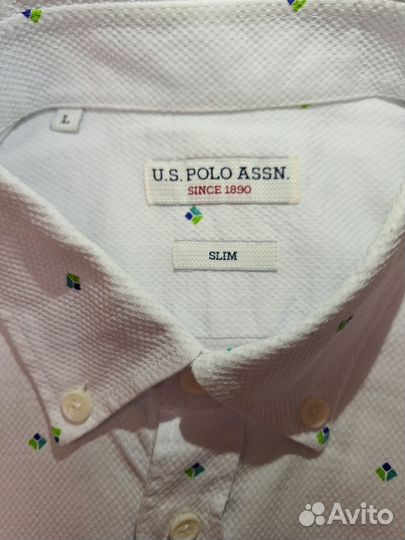 L
U.S. POLO ASSN.
SINCE 1890
SLIM
Avito